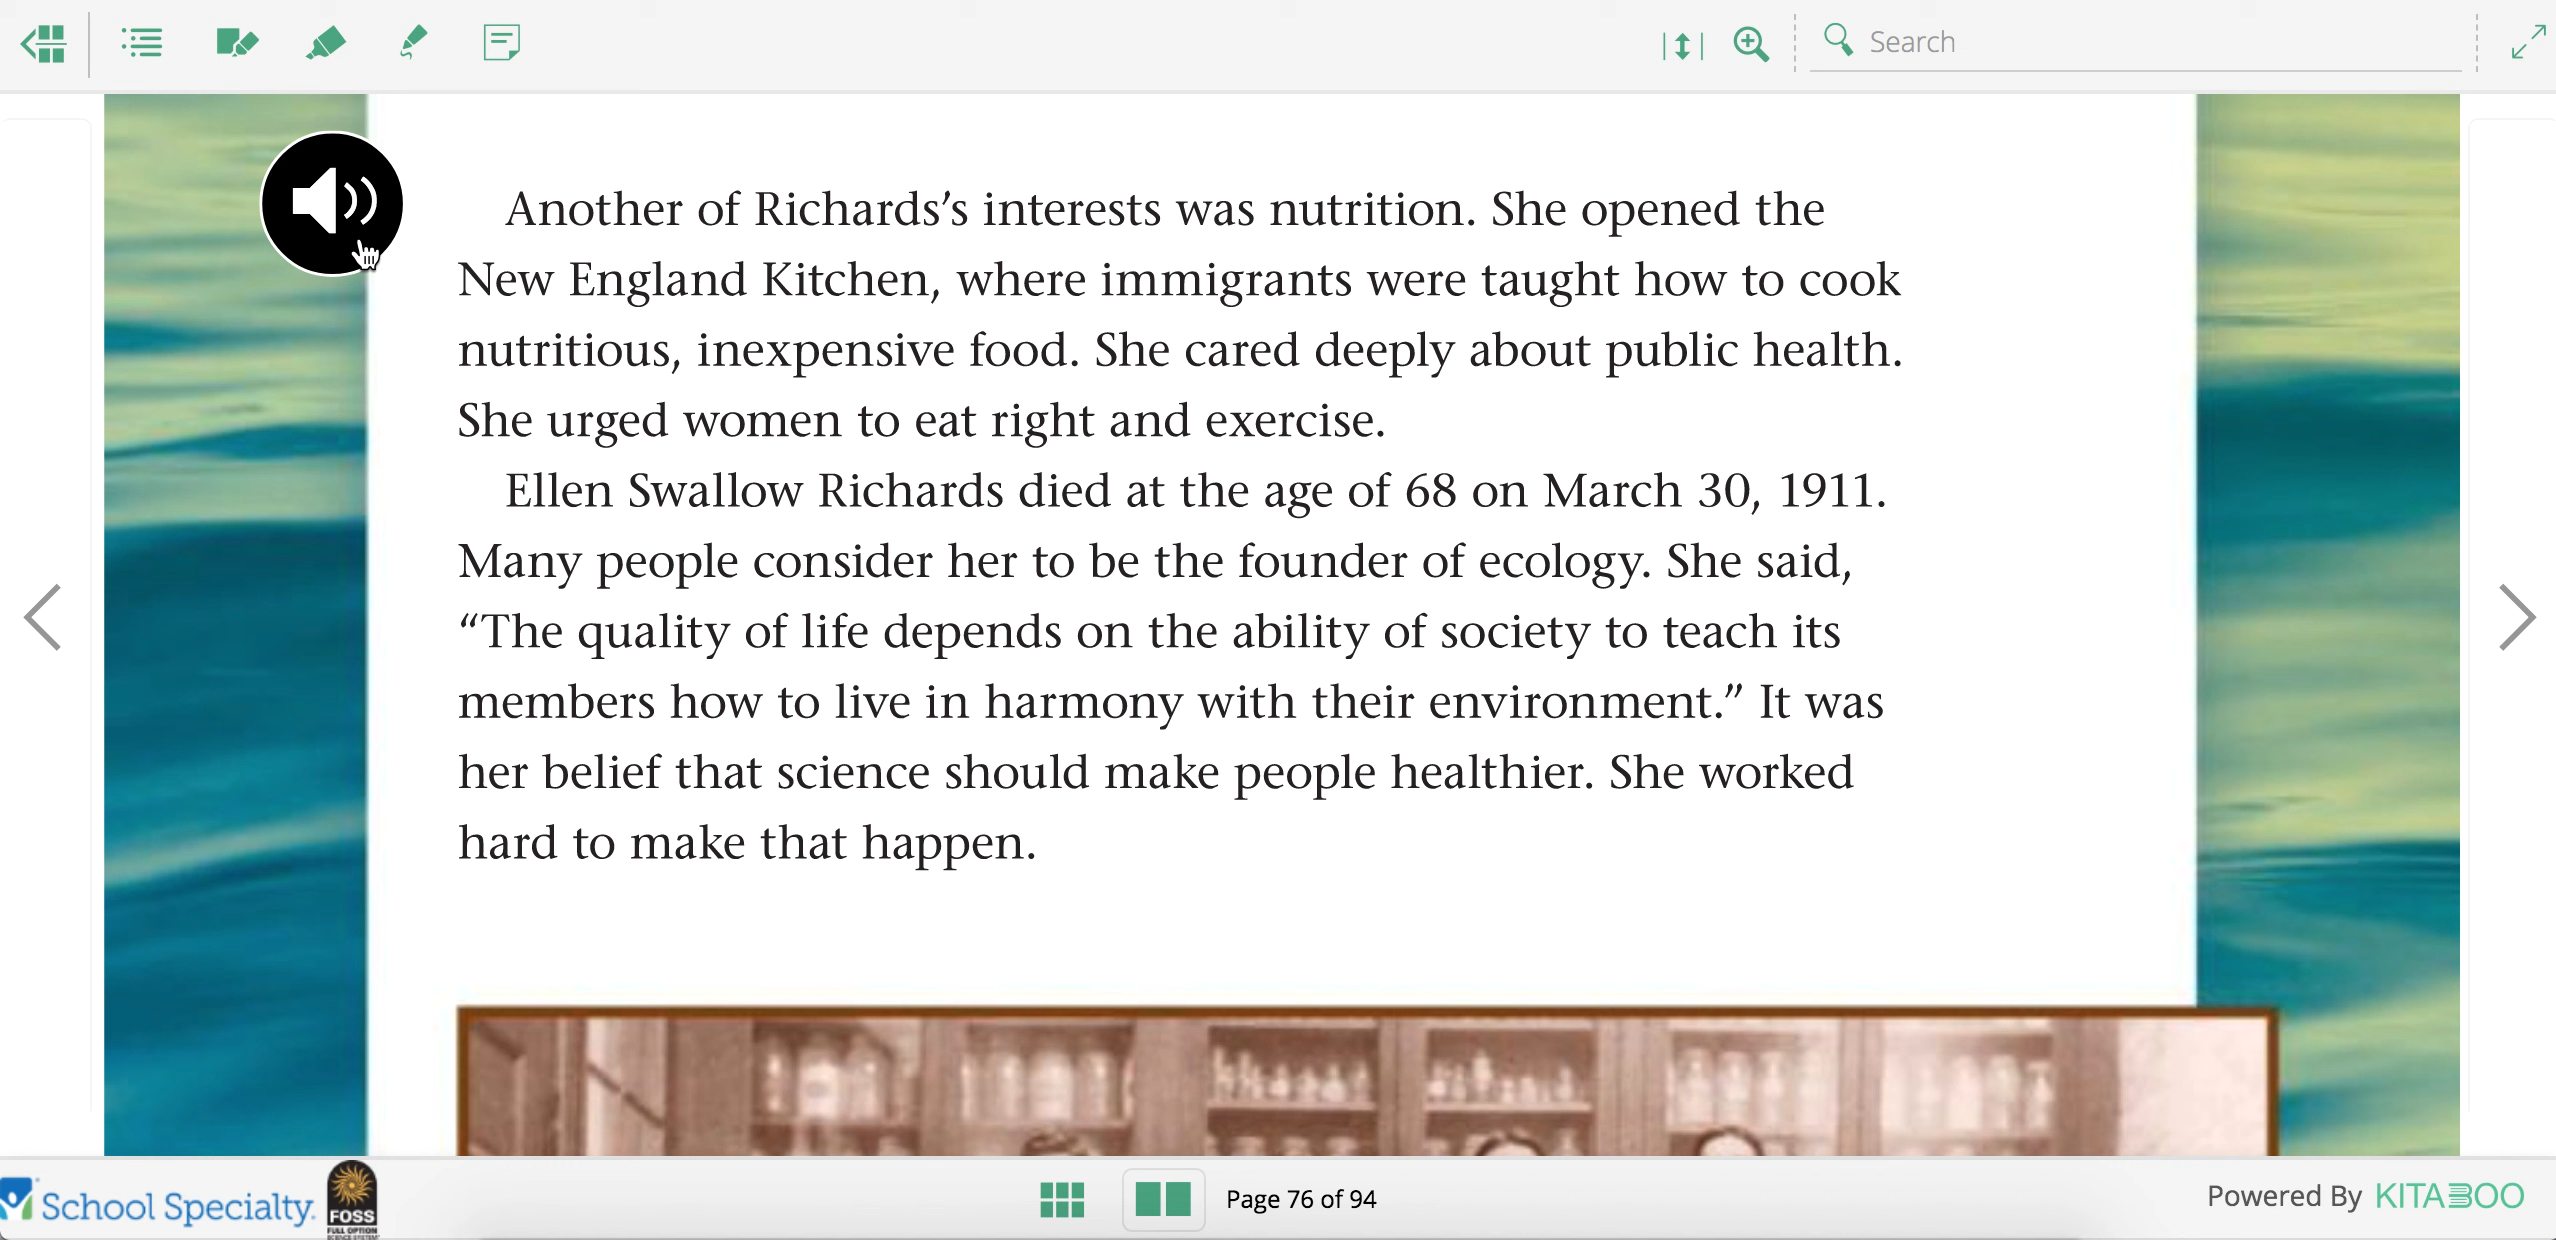 Search
Another of Richards’s interests was nutrition. She opened the
New England Kitchen, where immigrants were taught how to cook
nutritious, inexpensive food. She cared deeply about public health.
She urged women to eat right and exercise.
Ellen Swallow Richards died at the age of 68 on March 30, 1911.
Many people consider her to be the founder of ecology. She said,
“The quality of life depends on the ability of society to teach its
members how to live in harmony with their environment.” It was
her belief that science should make people healthier. She worked
hard to make that happen.
School Specialty.
FOSS
FULL OPTION
SCIENCE SYSTEM
Page 76 of 94
Powered By KITABOO